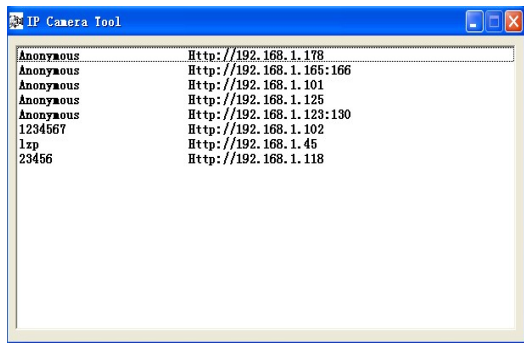 IP Camera Tool
Anonymous Http://192.168.1.178
Anonymous Http://192.168.1.165:166
Anonymous Http://192.168.1.101
Anonymous Http://192.168.1.125
Anonymous Http://192.168.1.123:130
1234567 Http://192.168.1.102
lzp Http://192.168.1.45
23456 Http://192.168.1.118